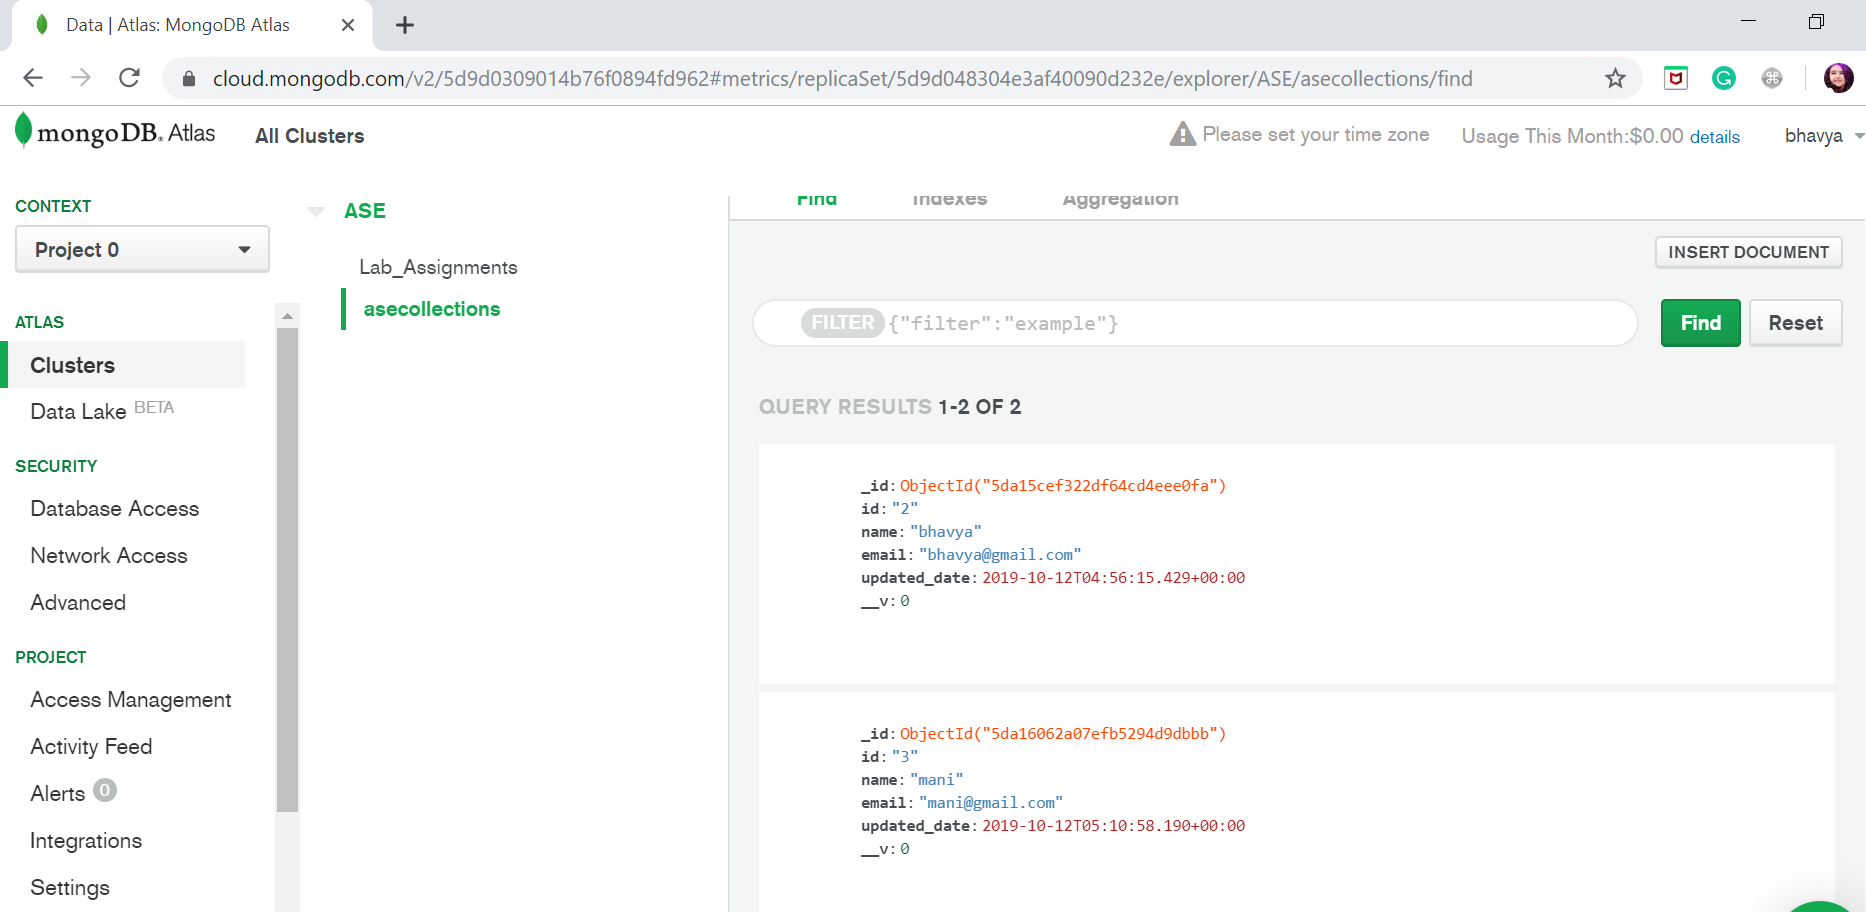 Data | Atlas: MongoDB Atlas
cloud.mongodb.com/v2/5d9d0309014b76f0894fd962#metrics/replicaSet/5d9d048304e3af40090d232e/explorer/ASE/asecollections/find
mongoDB. Atlas
All Clusters
Please set your time zone
Usage This Month:$0.00 details
bhavya
CONTEXT
Project 0
ATLAS
Clusters
Data Lake BETA
SECURITY
Database Access
Network Access
Advanced
PROJECT
Access Management
Activity Feed
Alerts 0
Integrations
Settings
ASE
Lab_Assignments
asecollections
Find
Indexes
Aggregation
INSERT DOCUMENT
FILTER {"filter":"example"}
Find
Reset
QUERY RESULTS 1-2 OF 2
_id: ObjectId("5da15cef322df64cd4eee0fa")
id: "2"
name: "bhavya"
email: "bhavya@gmail.com"
updated_date: 2019-10-12T04:56:15.429+00:00
__v: 0
_id: ObjectId("5da16062a07efb5294d9dbbb")
id: "3"
name: "mani"
email: "mani@gmail.com"
updated_date: 2019-10-12T05:10:58.190+00:00
__v: 0